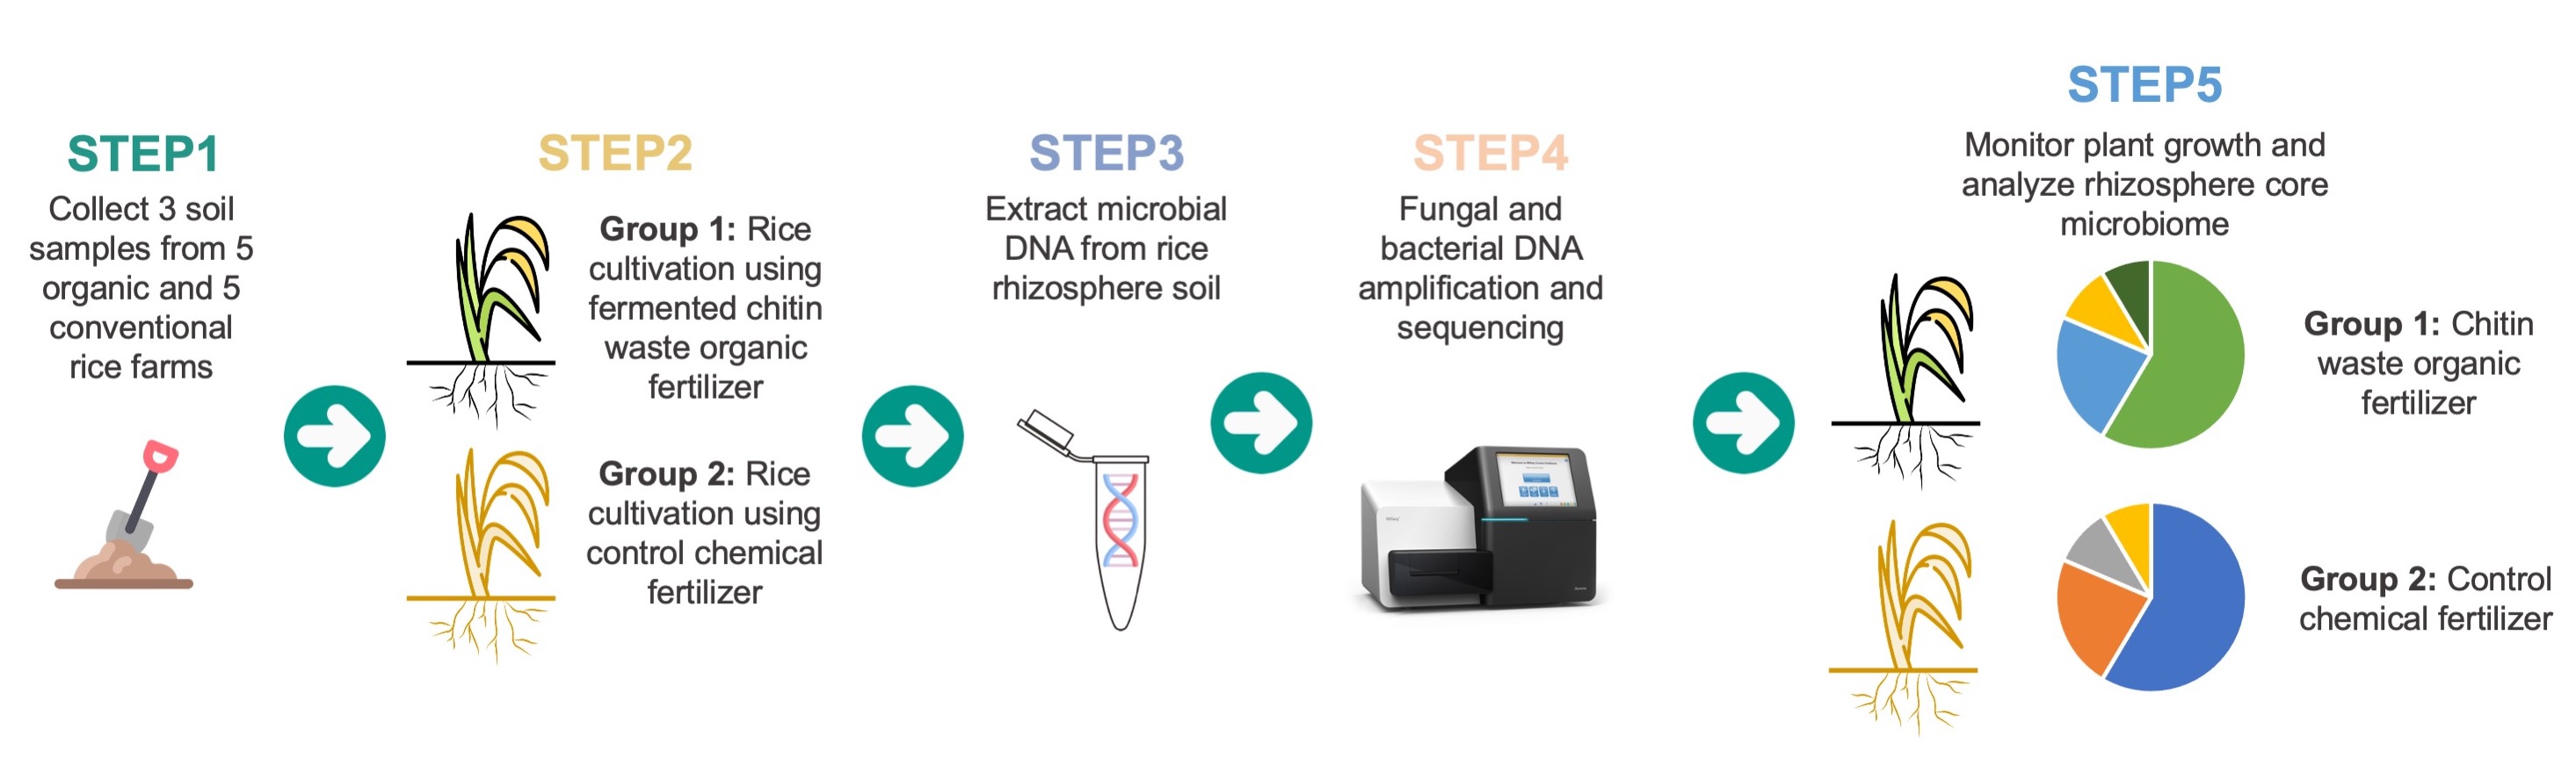 STEP1
Collect 3 soil
samples from 5
organic and 5
conventional
rice farms
STEP2
Group 1: Rice
cultivation using
fermented chitin
waste organic
fertilizer
Group 2: Rice
cultivation using
control chemical
fertilizer
STEP3
Extract microbial
DNA from rice
rhizosphere soil
STEP4
Fungal and
bacterial DNA
amplification and
sequencing
STEP5
Monitor plant growth and
analyze rhizosphere core
microbiome
Group 1: Chitin
waste organic
fertilizer
Group 2: Control
chemical fertilizer